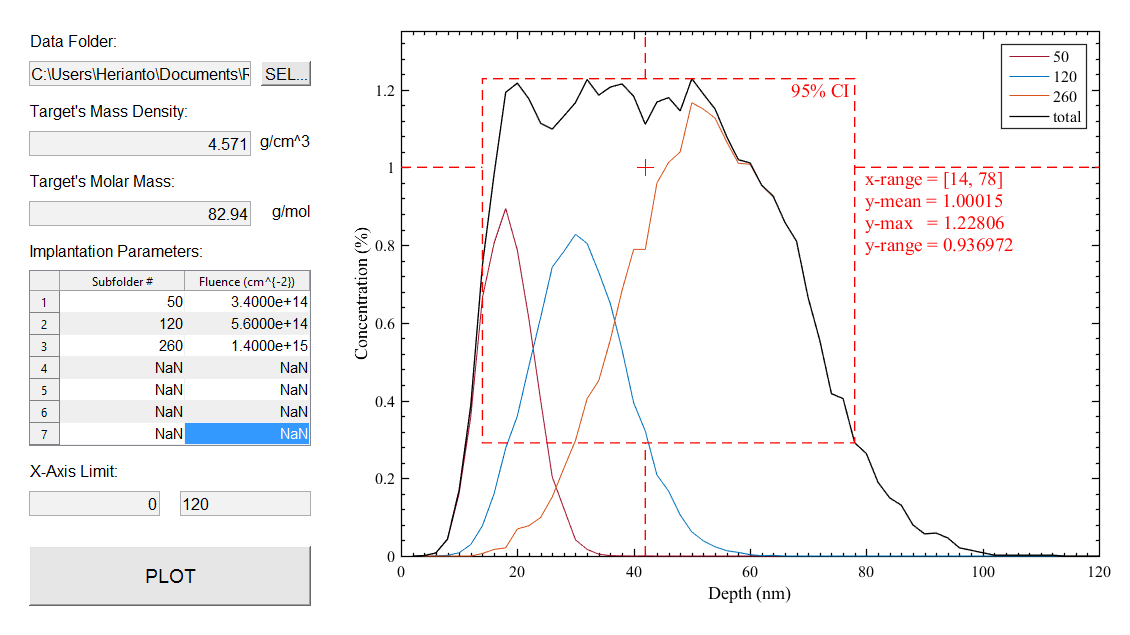 Data Folder:
C:\Users\Herianto\Documents\R
SEL...
Target's Mass Density:
4.571 g/cm^3
Target's Molar Mass:
82.94 g/mol
Implantation Parameters:
Subfolder # Fluence (cm^{-2})
1 50 3.4000e+14
2 120 5.6000e+14
3 260 1.4000e+15
4 NaN NaN
5 NaN NaN
6 NaN NaN
7 NaN NaN
X-Axis Limit:
0 120
PLOT
Concentration (%)
1.2
1
0.8
0.6
0.4
0.2
0
0 20 40 60 80 100 120
Depth (nm)
95% CI
50
120
260
total
x-range = [14, 78]
y-mean = 1.00015
y-max = 1.22806
y-range = 0.936972